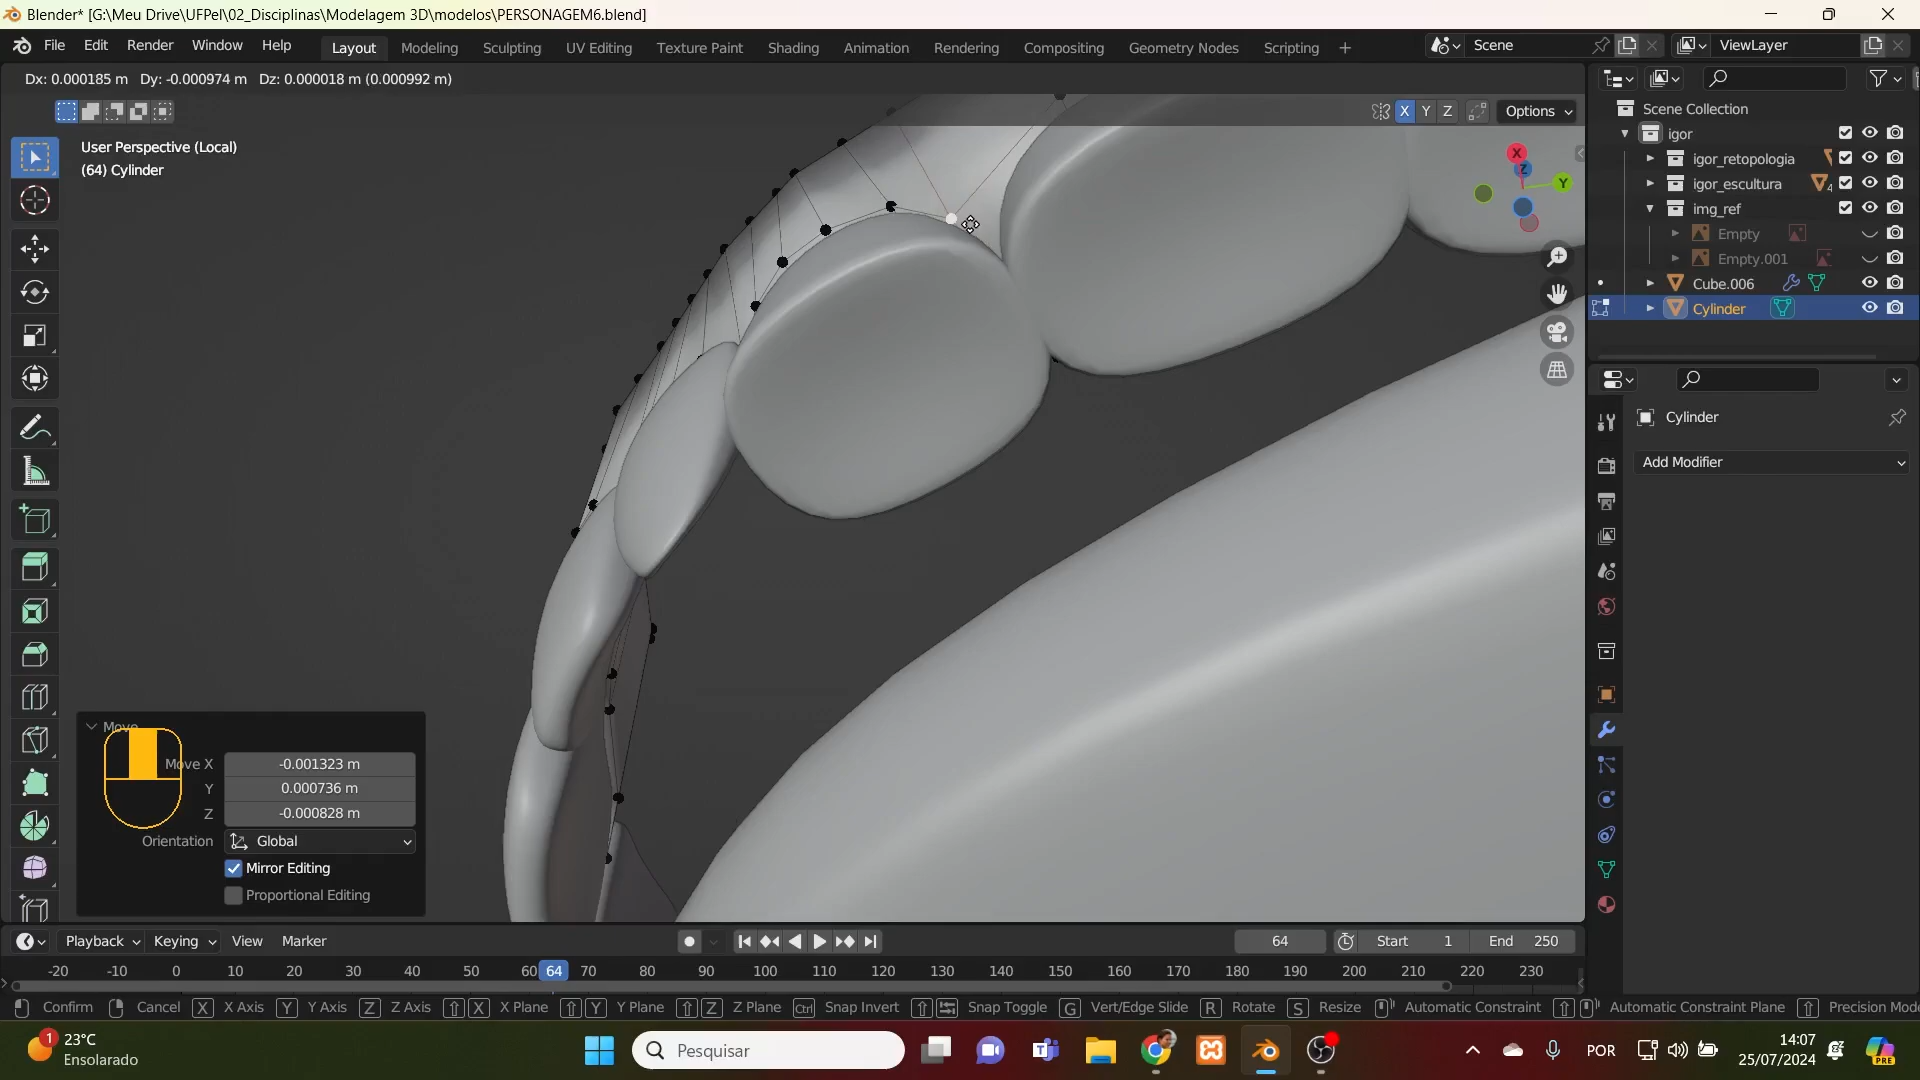 Blender* [G:\Meu Drive\UFPel\02_Disciplinas\Modelagem 3D\modelos\PERSONAGEM6.blend]
File Edit Render Window Help Layout Modeling Sculpting UV Editing Texture Paint Shading Animation Rendering Compositing Geometry Nodes Scripting + Scene ViewLayer
Dx: 0.000185 m Dy: -0.000974 m Dz: 0.000018 m (0.000992 m)
X Y Z Options
User Perspective (Local)
(64) Cylinder
X
Z
Y
Scene Collection
igor
igor_retopologia
igor_escultura 4
img_ref
Empty
Empty.001
Cube.006
Cylinder
Cylinder
Add Modifier
Move
Move X -0.001323 m
Y 0.000736 m
Z -0.000828 m
Orientation Global
Mirror Editing
Proportional Editing
Playback Keying View Marker 64 Start 1 End 250
-20 -10 0 10 20 30 40 50 60 64 70 80 90 100 110 120 130 140 150 160 170 180 190 200 210 220 230
Confirm Cancel X X Axis Y Y Axis Z Z Axis X X Plane Y Y Plane Z Z Plane Ctrl Snap Invert Snap Toggle G Vert/Edge Slide R Rotate S Resize Automatic Constraint Automatic Constraint Plane Precision Mode
1 23°C
Ensolarado
Pesquisar
POR
14:07
25/07/2024
PRE